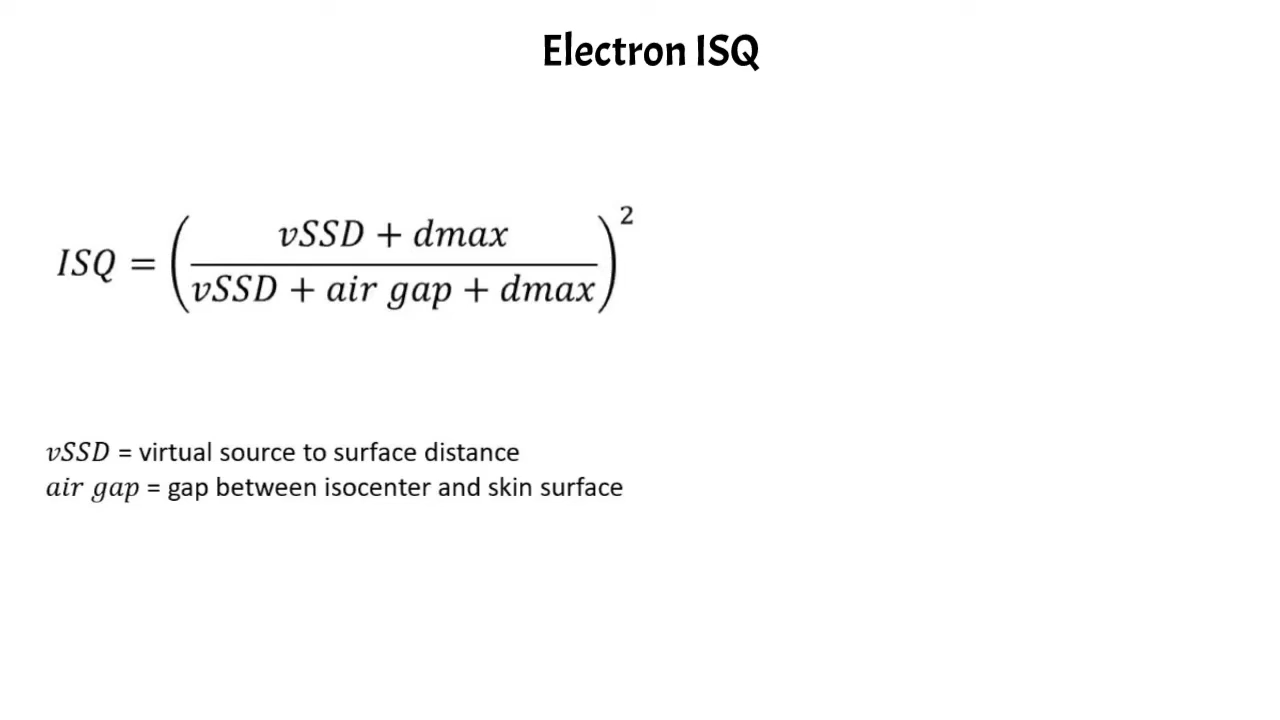 Electron ISQ
ISQ = ( (vSSD + dmax) / (vSSD + air gap + dmax) )²
vSSD = virtual source to surface distance
air gap = gap between isocenter and skin surface